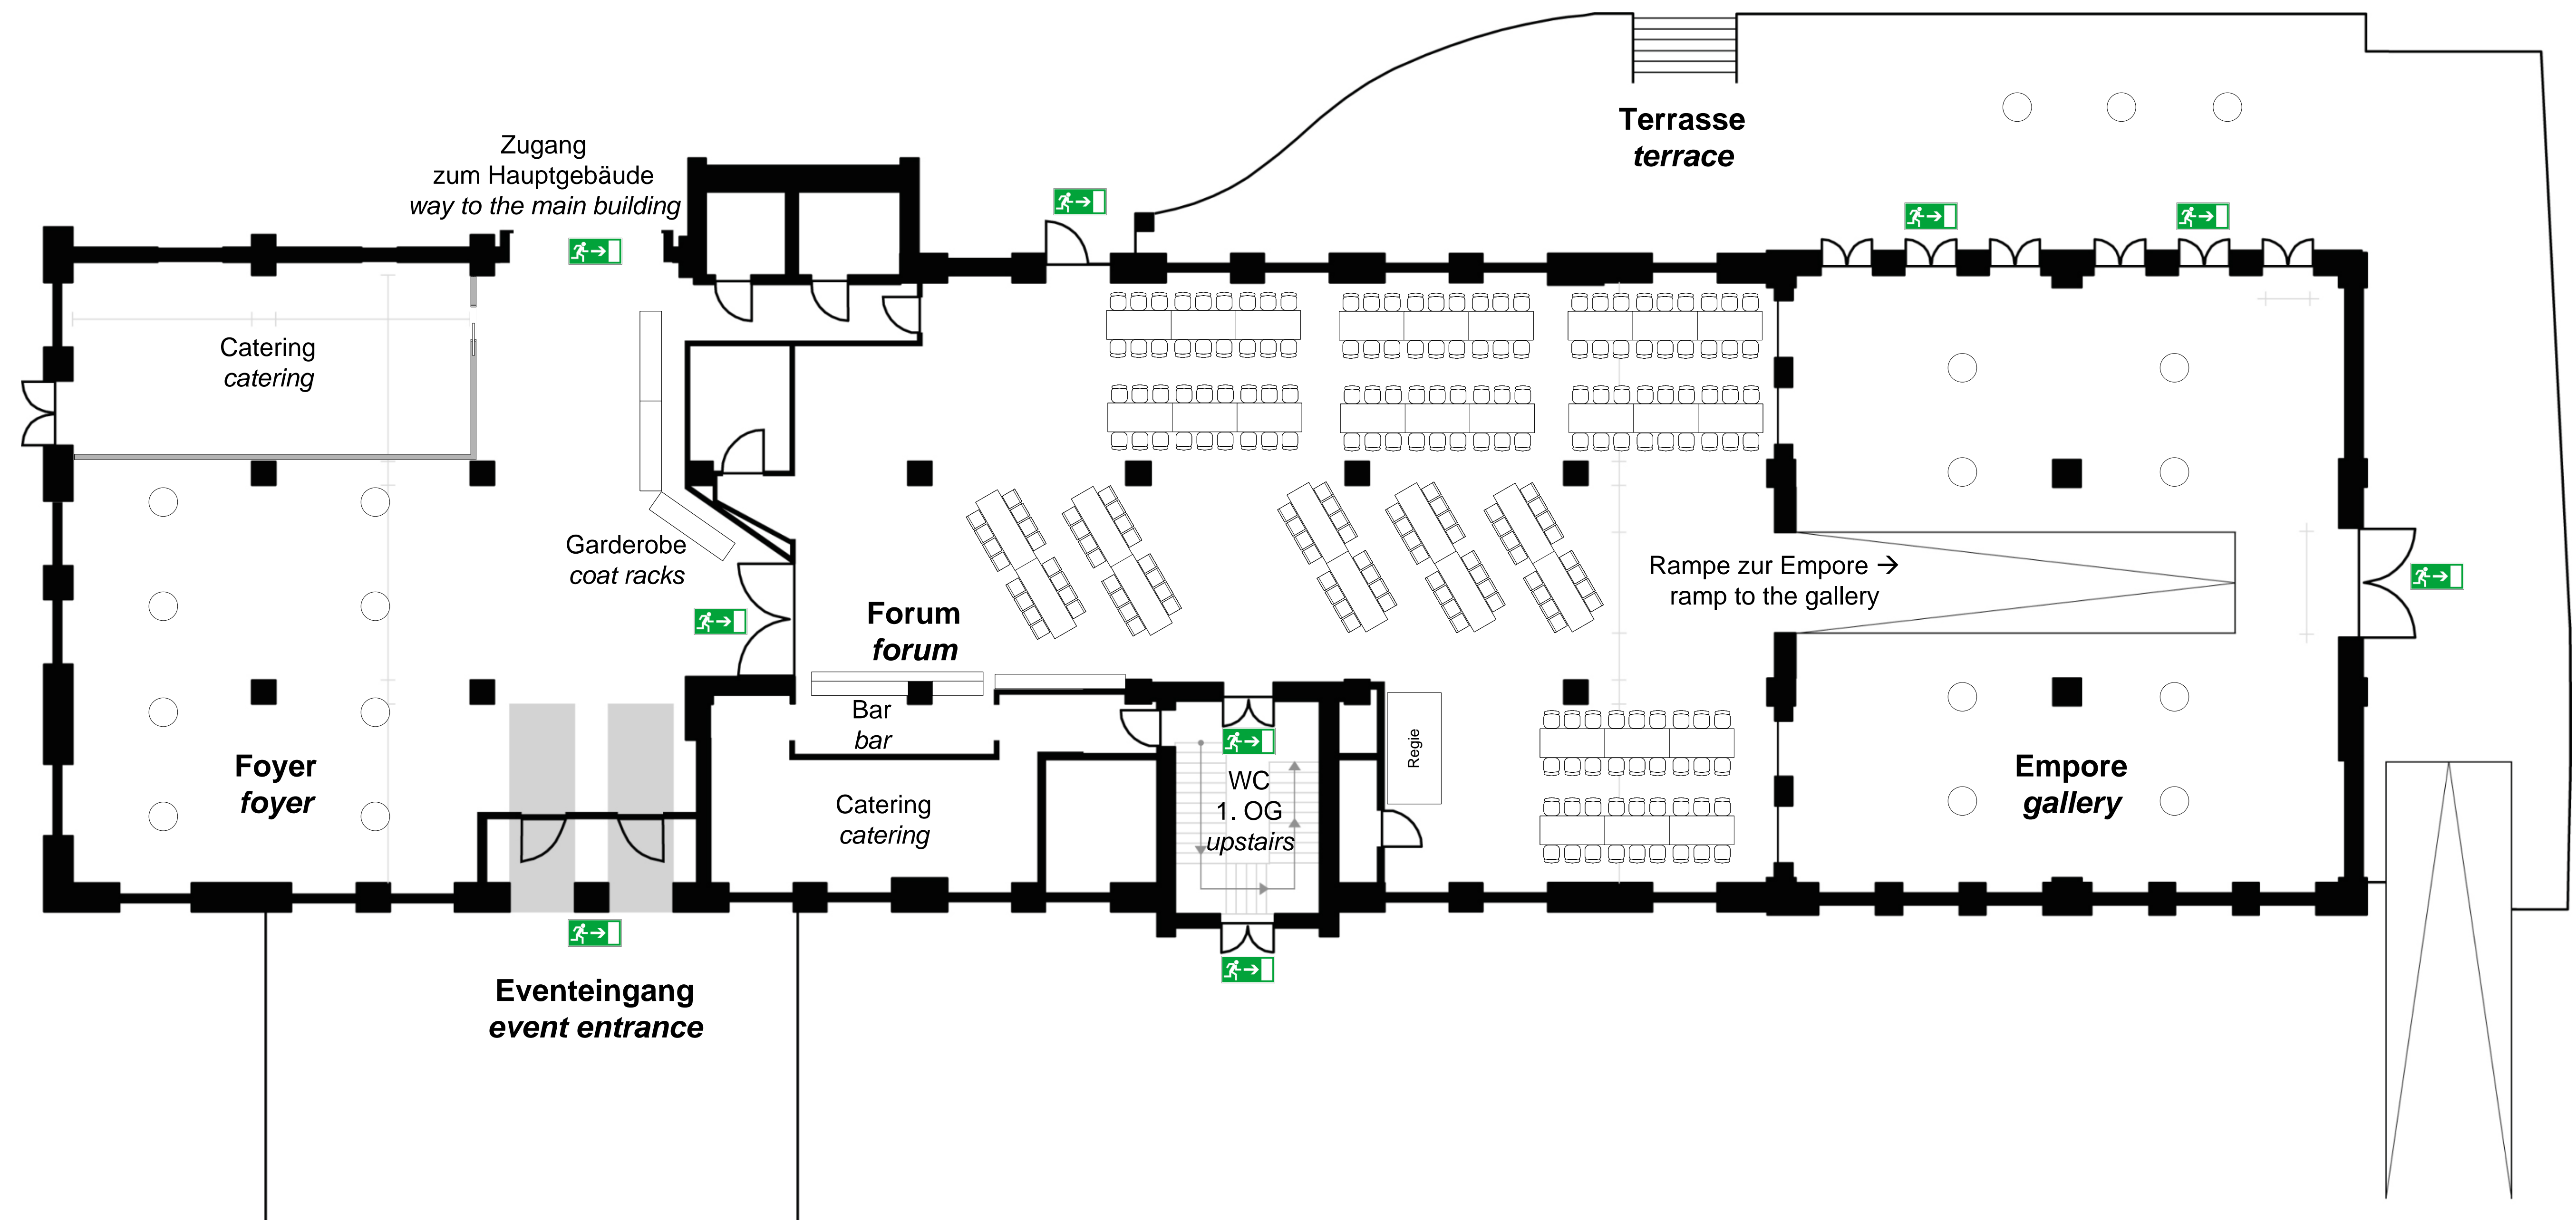 Zugang
zum Hauptgebäude
way to the main building
Terrasse
terrace
Catering
catering
Garderobe
coat racks
Forum
forum
Rampe zur Empore →
ramp to the gallery
Bar
bar
Regie
Foyer
foyer
Catering
catering
WC
1. OG
upstairs
Empore
gallery
Eventeingang
event entrance